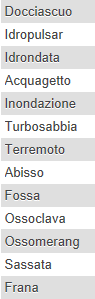 Docciascuo
Idropulsar
Idrondata
Acquagetto
Inondazione
Turbosabbia
Terremoto
Abisso
Fossa
Ossoclava
Ossomerang
Sassata
Frana